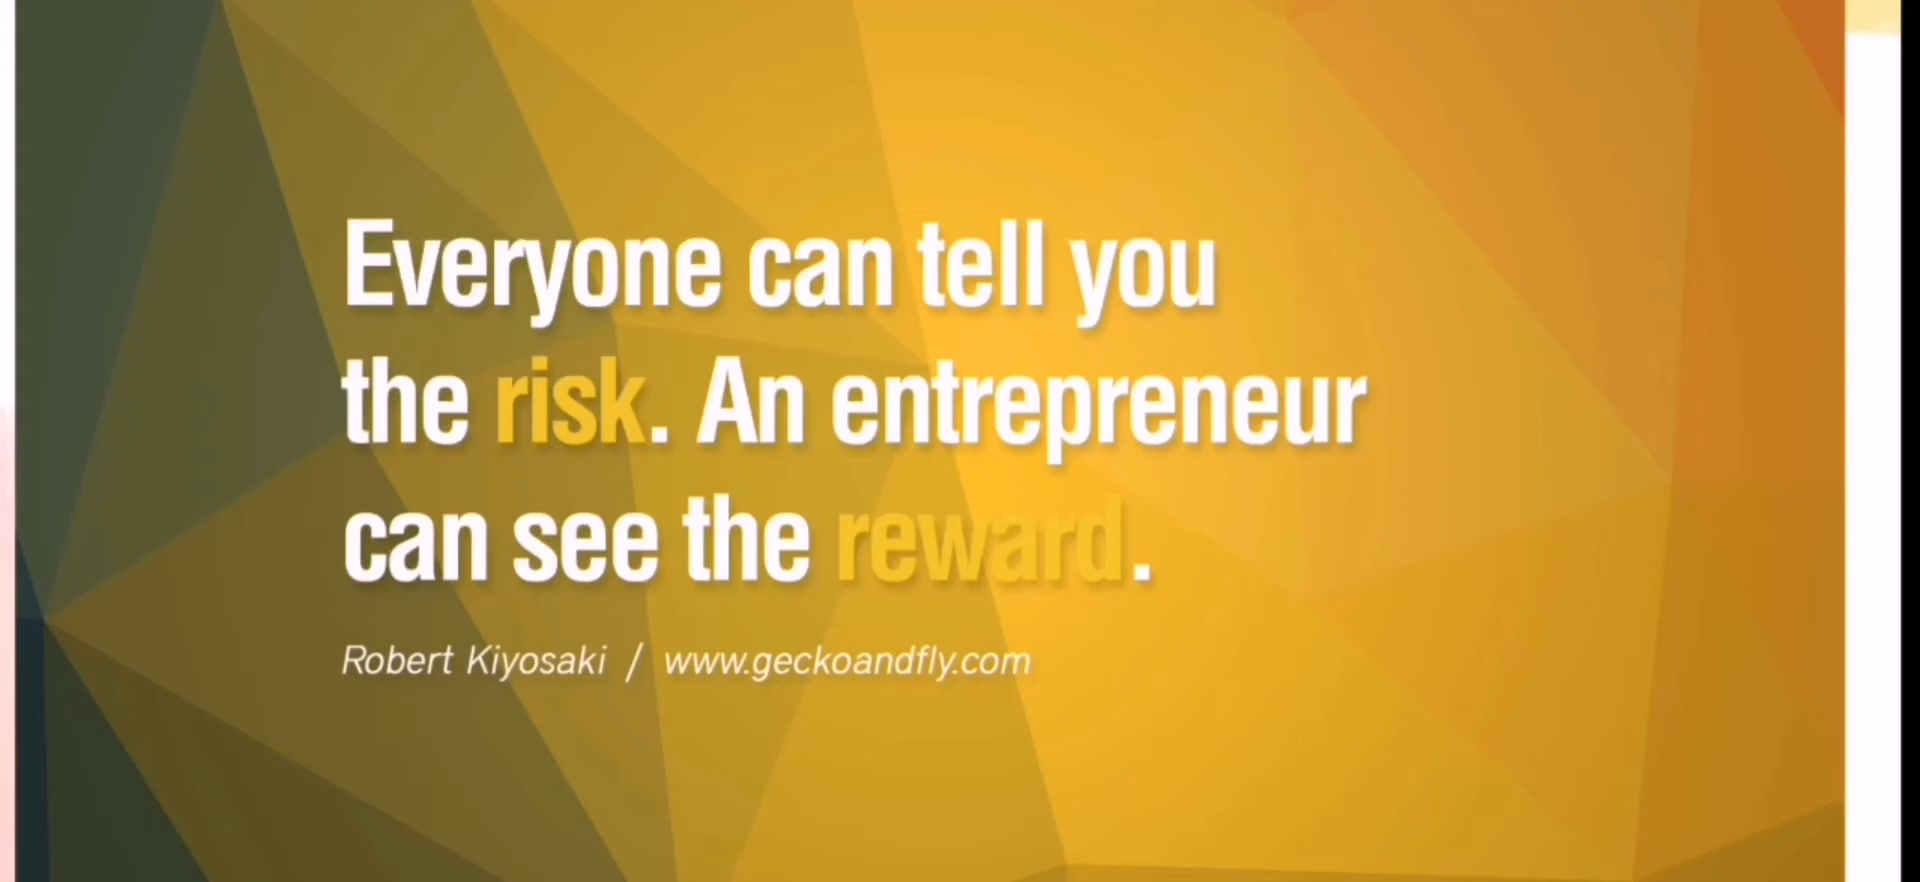 Everyone can tell you
the risk. An entrepreneur
can see the reward.
Robert Kiyosaki / www.geckoandfly.com